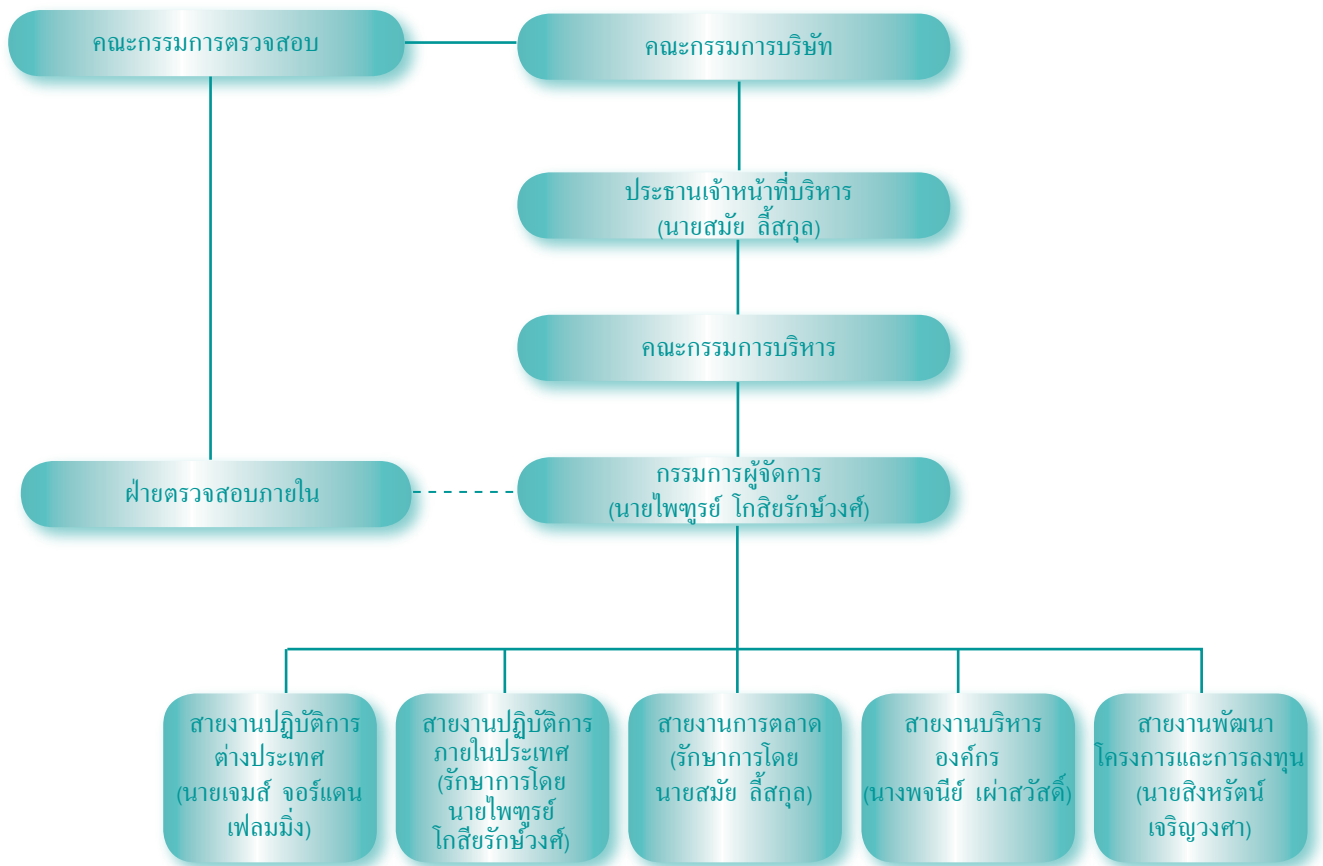 คณะกรรมการตรวจสอบ
คณะกรรมการบริษัท
ประธานเจ้าหน้าที่บริหาร
(นายสมัย ลี้สกุล)
คณะกรรมการบริหาร
ฝ่ายตรวจสอบภายใน
กรรมการผู้จัดการ
(นายไพฑูรย์ โกสิยรักษ์วงศ์)
สายงานปฏิบัติการ
ต่างประเทศ
(นายเจมส์ จอร์แดน
เฟลมมิ่ง)
สายงานปฏิบัติการ
ภายในประเทศ
(รักษาการโดย
นายไพฑูรย์
โกสียรักษ์วงศ์)
สายงานการตลาด
(รักษาการโดย
นายสมัย ลี้สกุล)
สายงานบริหาร
องค์กร
(นางพจนีย์ เผ่าสวัสดิ์)
สายงานพัฒนา
โครงการและการลงทุน
(นายสิงหรัตน์
เจริญวงศา)